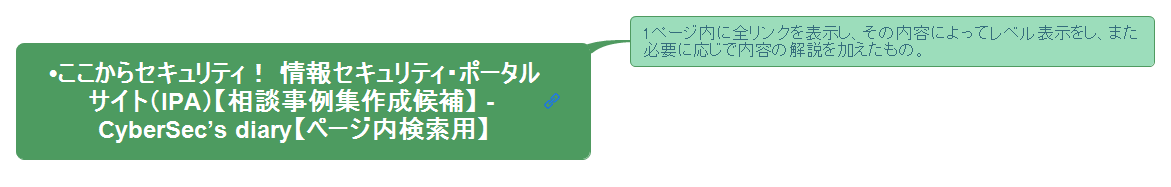 •ここからセキュリティ！ 情報セキュリティ・ポータル
サイト（IPA）【相談事例集作成候補】 -
CyberSec’s diary【ページ内検索用】
1ページ内に全リンクを表示し、その内容によってレベル表示をし、また
必要に応じで内容の解説を加えたもの。